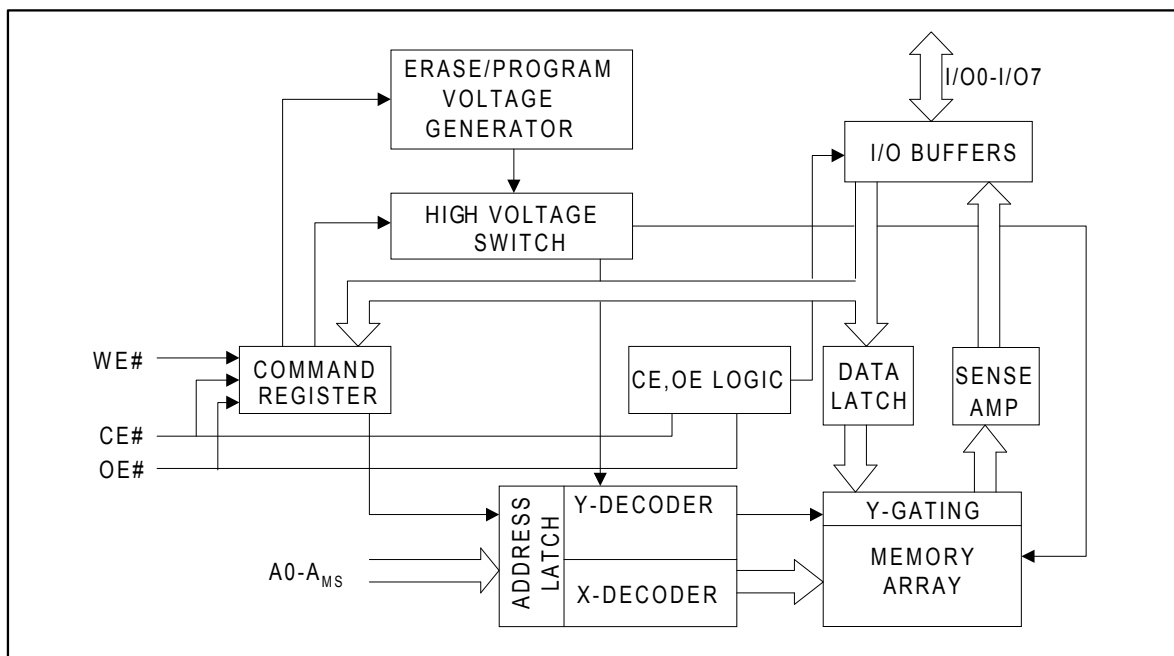 ERASE/PROGRAM
VOLTAGE
GENERATOR
I/O0-I/O7
I/O BUFFERS
HIGH VOLTAGE
SWITCH
WE#
COMMAND
REGISTER
CE,OE LOGIC
DATA
LATCH
SENSE
AMP
CE#
OE#
ADDRESS
LATCH
Y-DECODER
Y-GATING
A0-AMS
X-DECODER
MEMORY
ARRAY